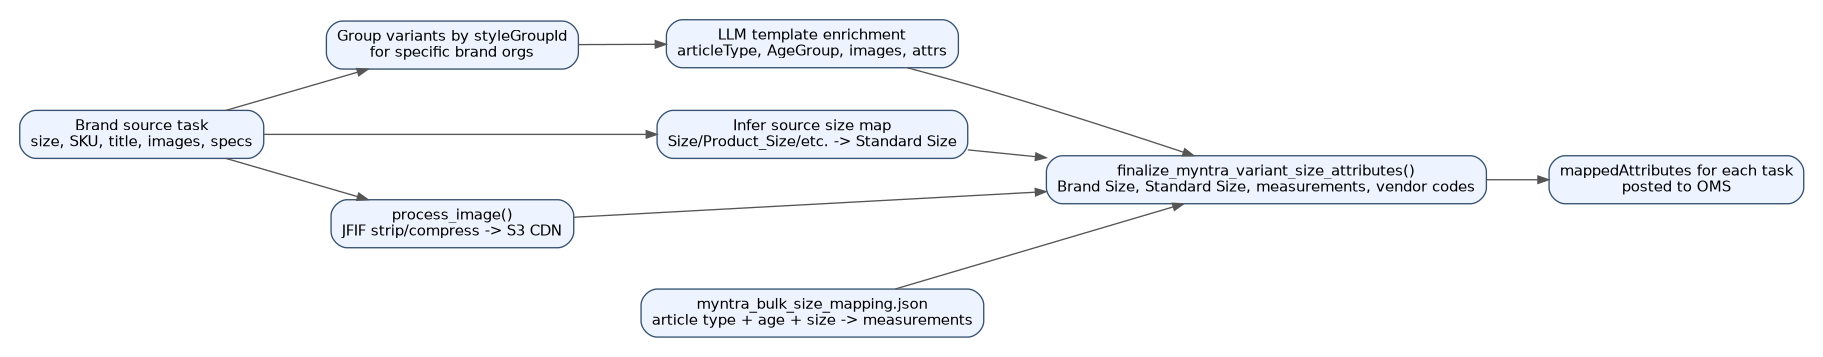 Group variants by styleGroupId
for specific brand orgs
LLM template enrichment
articleType, AgeGroup, images, attrs
Brand source task
size, SKU, title, images, specs
Infer source size map
Size/Product_Size/etc. -> Standard Size
finalize_myntra_variant_size_attributes()
Brand Size, Standard Size, measurements, vendor codes
mappedAttributes for each task
posted to OMS
process_image()
JFIF strip/compress -> S3 CDN
myntra_bulk_size_mapping.json
article type + age + size -> measurements